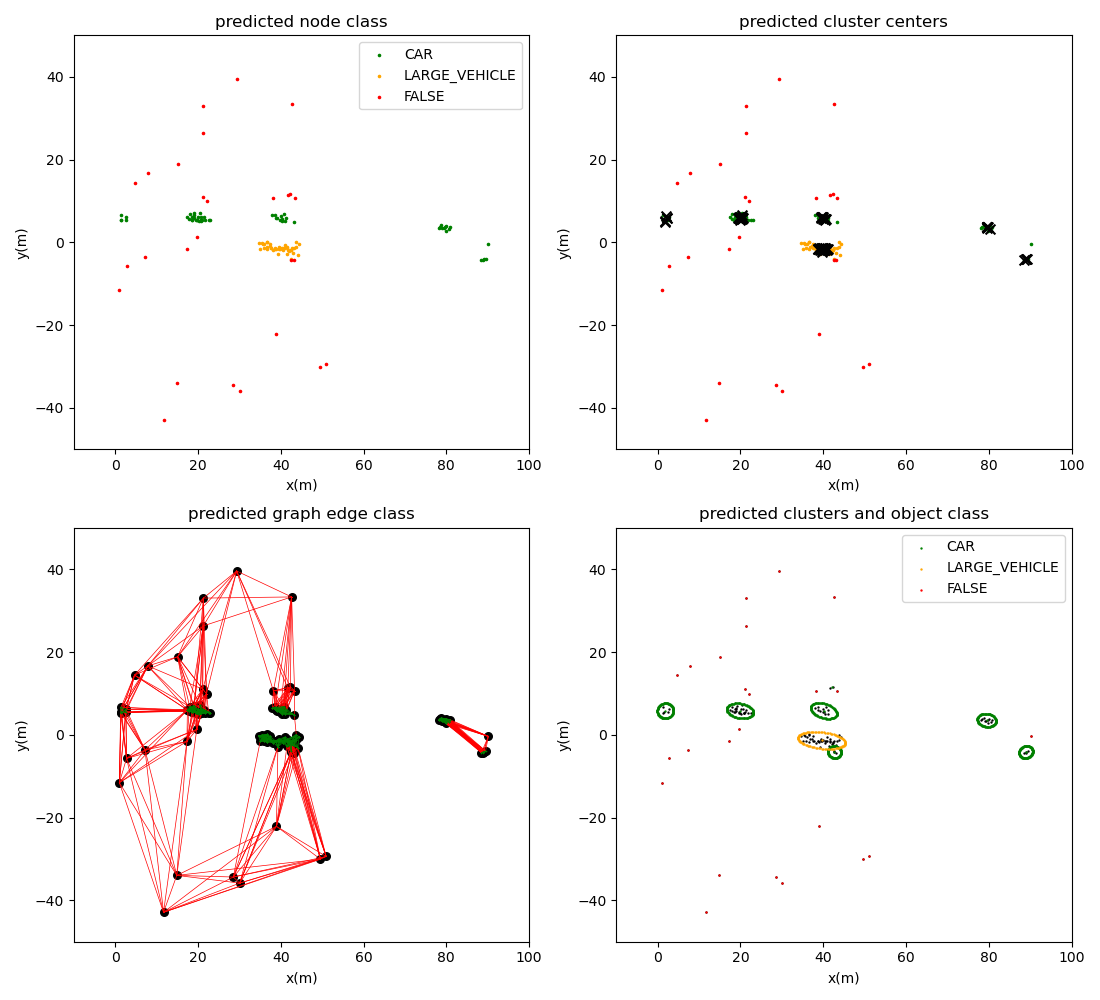 predicted node class
CAR
LARGE_VEHICLE
FALSE
40
20
0
−20
−40
y(m)
0 20 40 60 80 100
x(m)
predicted cluster centers
40
20
0
−20
−40
y(m)
0 20 40 60 80 100
x(m)
predicted graph edge class
40
20
0
−20
−40
y(m)
0 20 40 60 80 100
x(m)
predicted clusters and object class
CAR
LARGE_VEHICLE
FALSE
40
20
0
−20
−40
y(m)
0 20 40 60 80 100
x(m)